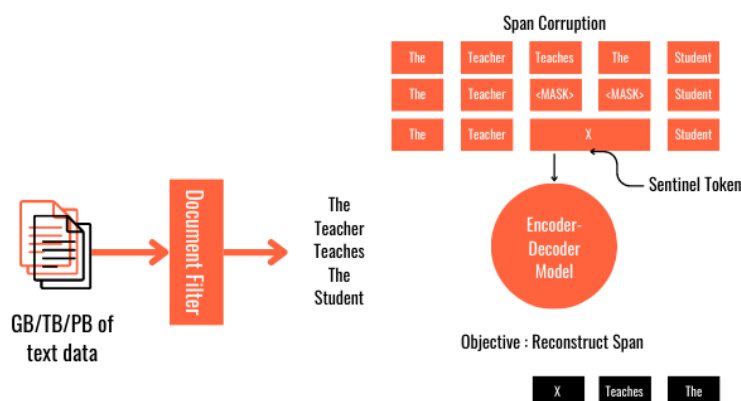 Span Corruption
The Teacher Teaches The Student
The Teacher <MASK> <MASK> Student
The Teacher X Student
Sentinel Token
Document Filter
The
Teacher
Teaches
The
Student
Encoder-
Decoder
Model
GB/TB/PB of
text data
Objective : Reconstruct Span
X Teaches The